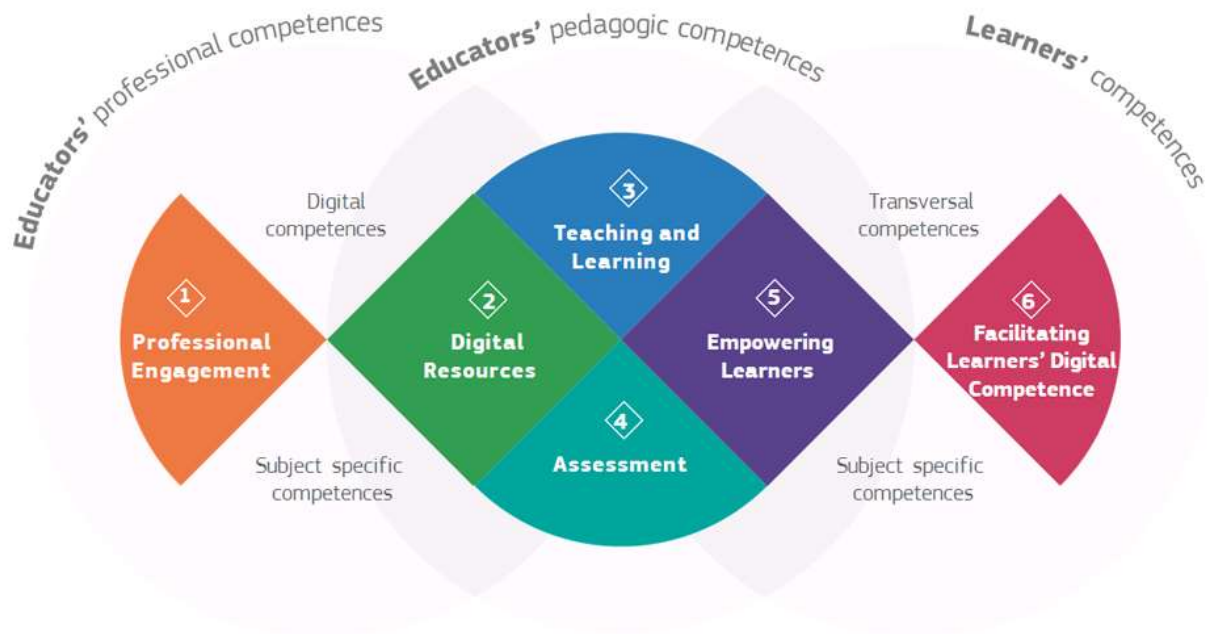 Educators' professional competences
Educators' pedagogic competences
Learners' competences
Digital
competences
Transversal
competences
1
Professional
Engagement
2
Digital
Resources
3
Teaching and
Learning
4
Assessment
5
Empowering
Learners
6
Facilitating
Learners' Digital
Competence
Subject specific
competences
Subject specific
competences